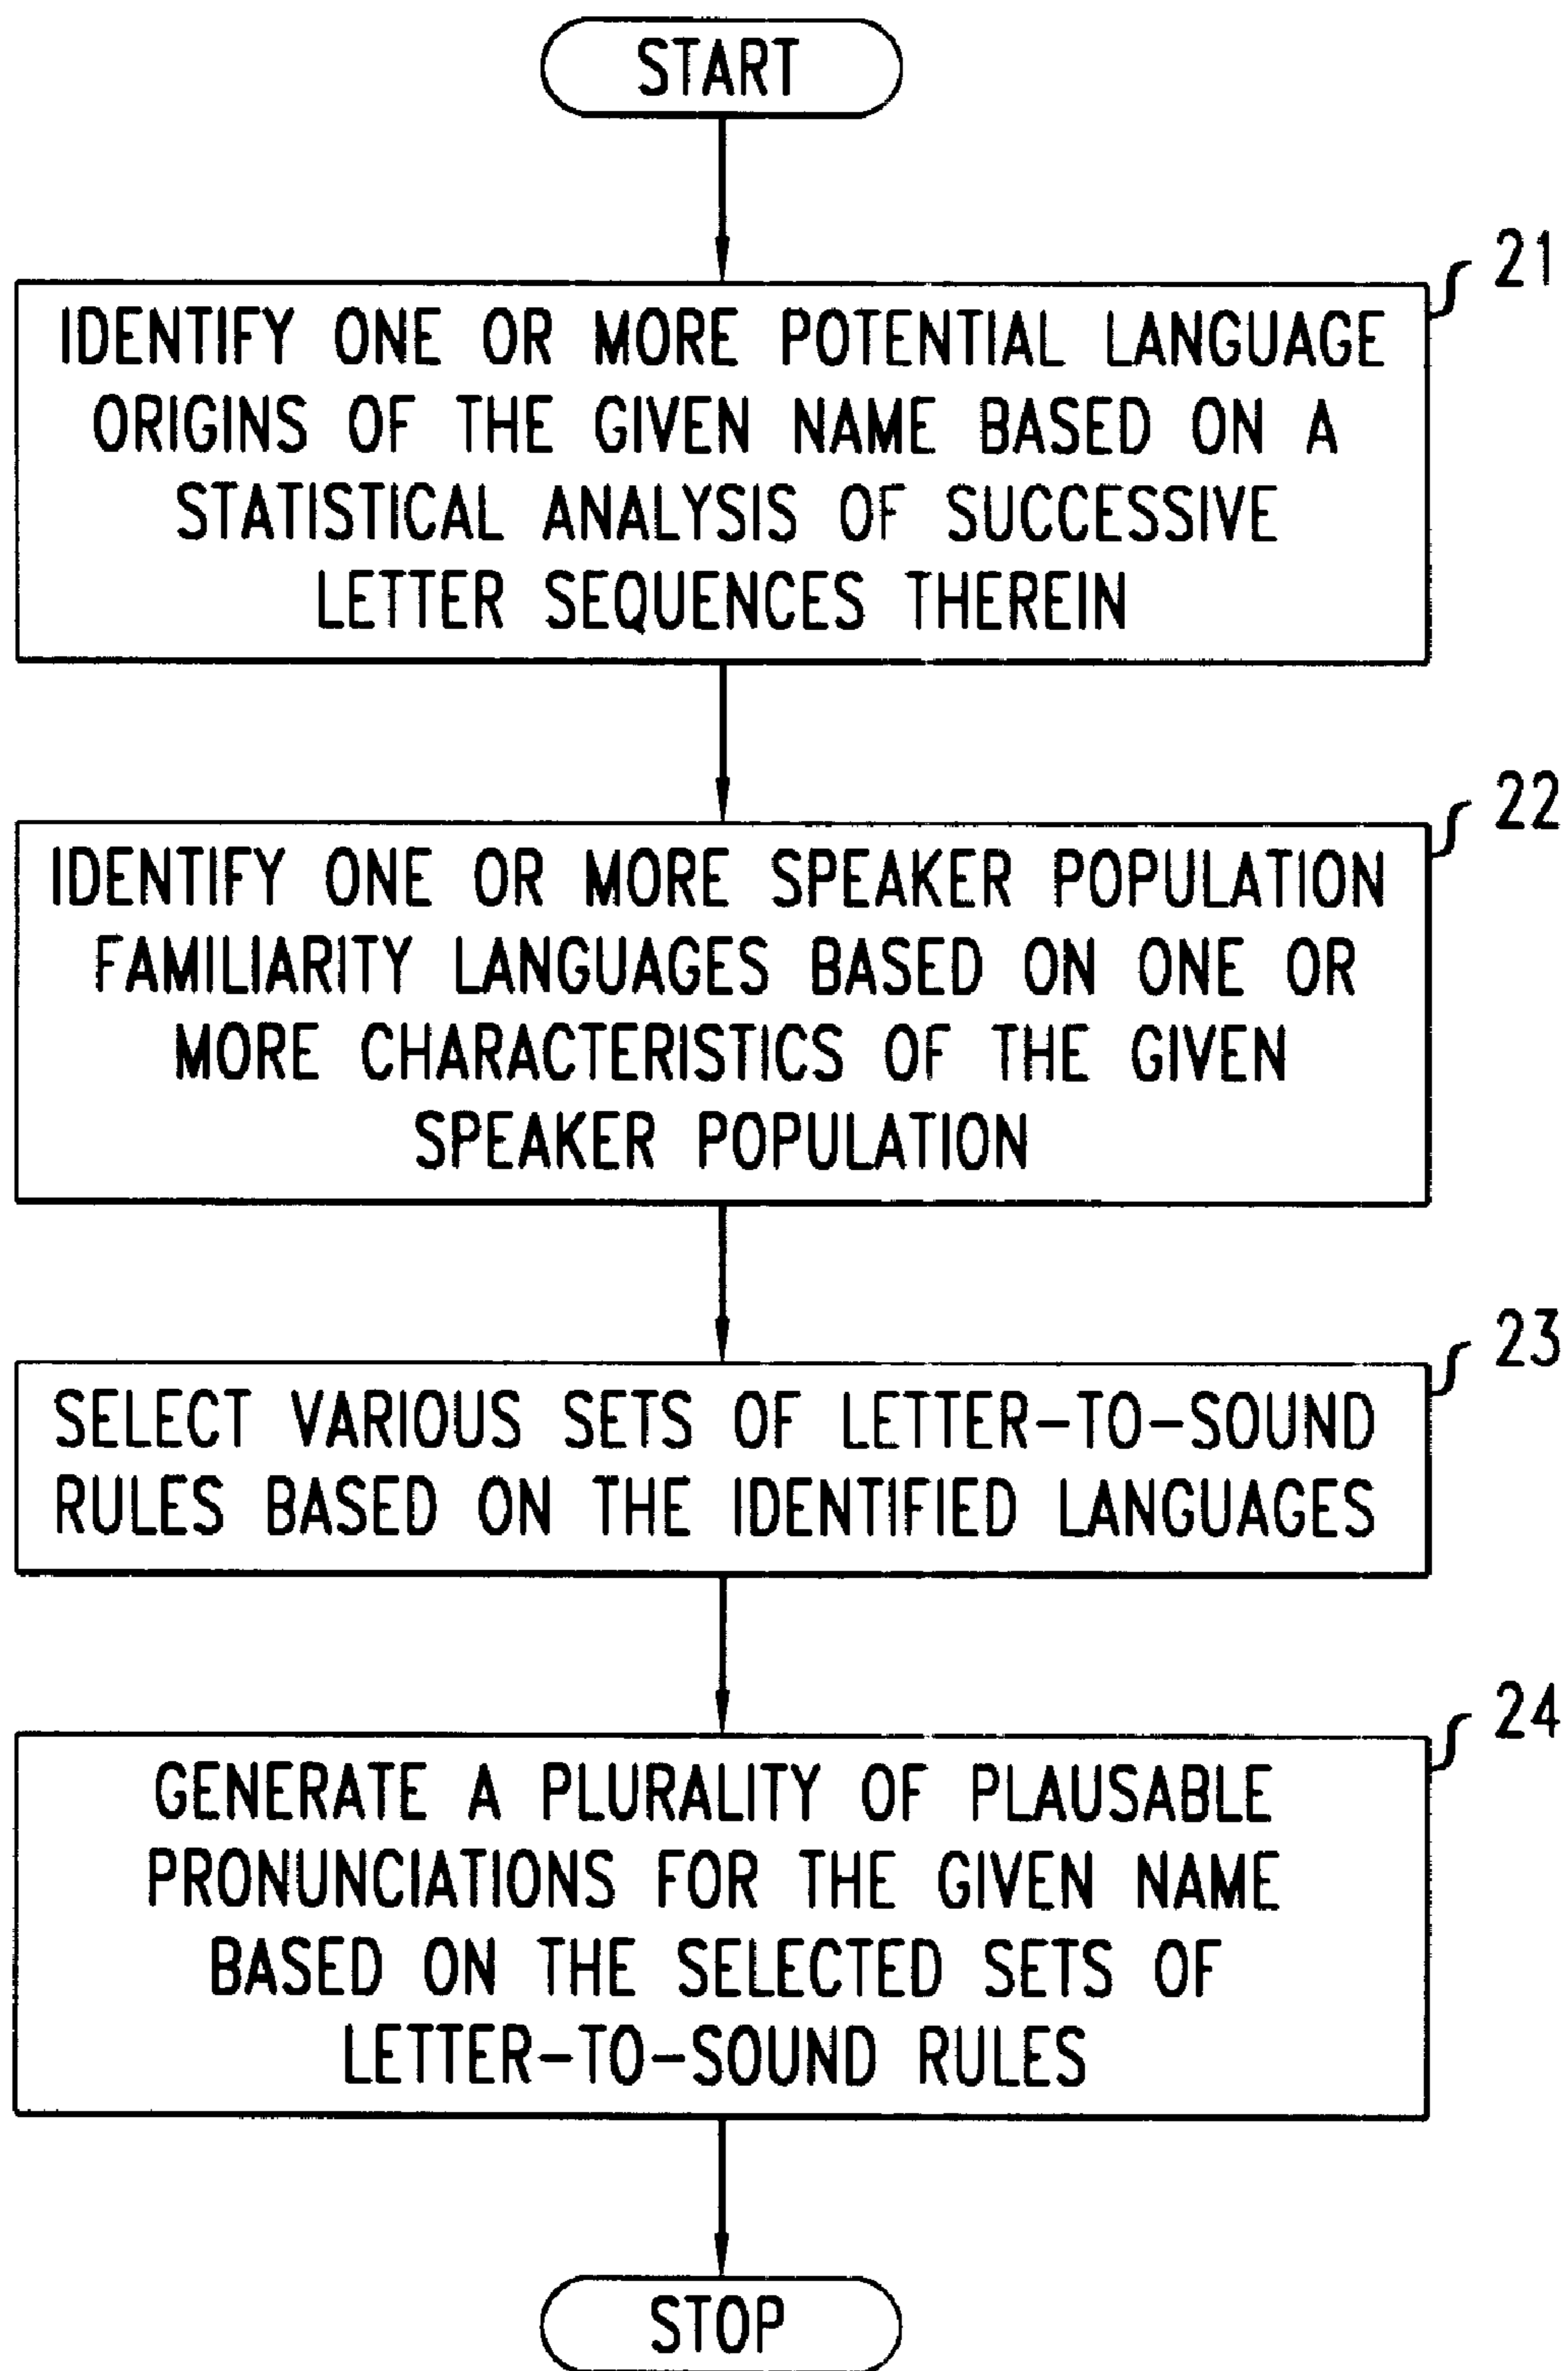 START
21
IDENTIFY ONE OR MORE POTENTIAL LANGUAGE
ORIGINS OF THE GIVEN NAME BASED ON A
STATISTICAL ANALYSIS OF SUCCESSIVE
LETTER SEQUENCES THEREIN
22
IDENTIFY ONE OR MORE SPEAKER POPULATION
FAMILIARITY LANGUAGES BASED ON ONE OR
MORE CHARACTERISTICS OF THE GIVEN
SPEAKER POPULATION
23
SELECT VARIOUS SETS OF LETTER-TO-SOUND
RULES BASED ON THE IDENTIFIED LANGUAGES
24
GENERATE A PLURALITY OF PLAUSABLE
PRONUNCIATIONS FOR THE GIVEN NAME
BASED ON THE SELECTED SETS OF
LETTER-TO-SOUND RULES
STOP